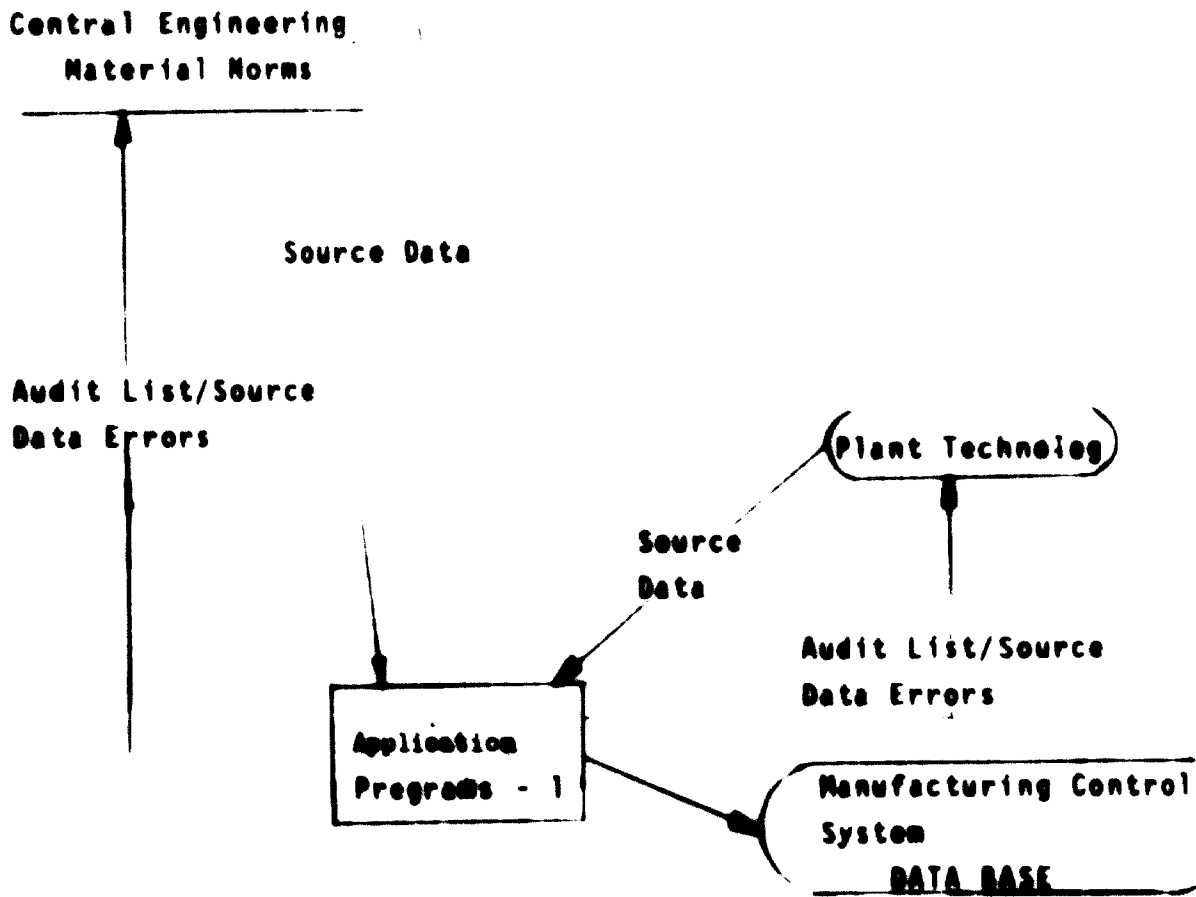 Central Engineering
Material Norms
Source Data
Audit List/Source
Data Errors
Plant Technolog
Source
Data
Audit List/Source
Data Errors
Application
Programs - 1
Manufacturing Control
System
DATA BASE